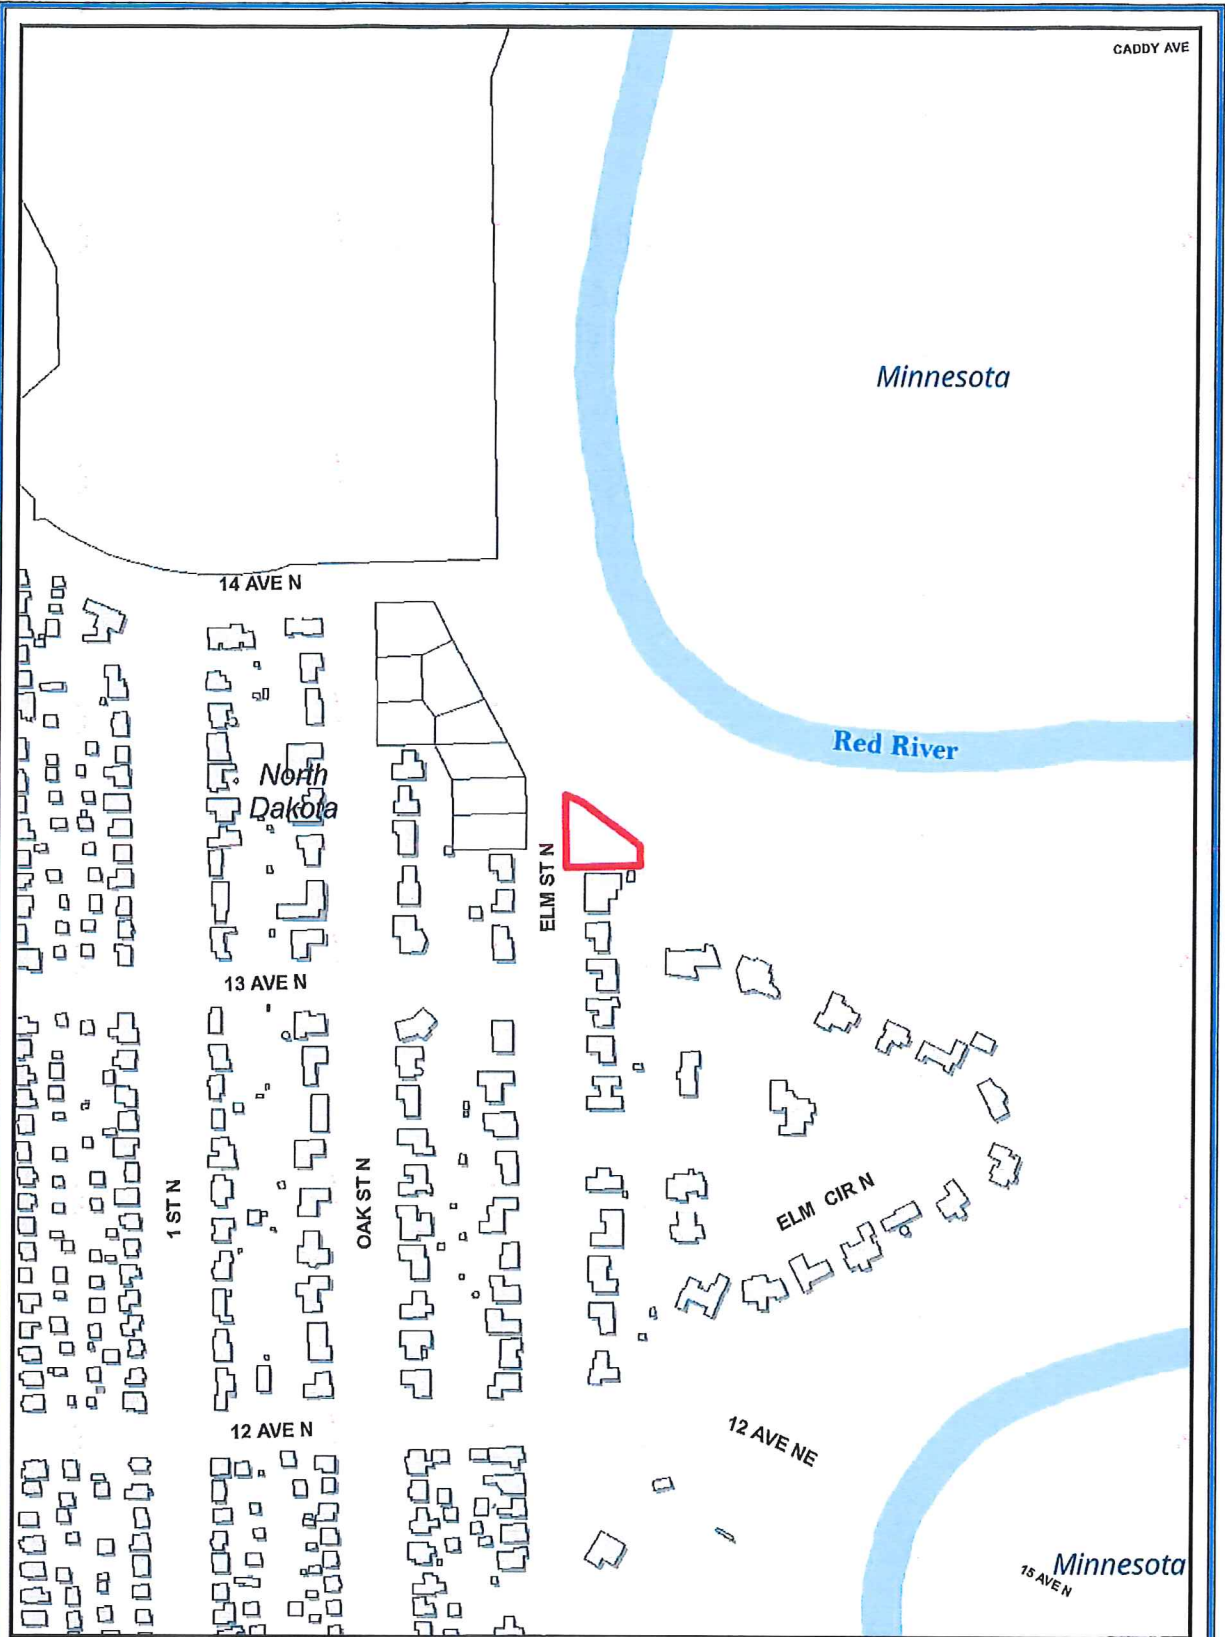 CADDY AVE
Minnesota
14 AVE N
Red River
North
Dakota
ELM ST N
13 AVE N
1 ST N
OAK ST N
ELM CIR N
12 AVE N
12 AVE NE
Minnesota
15 AVE N